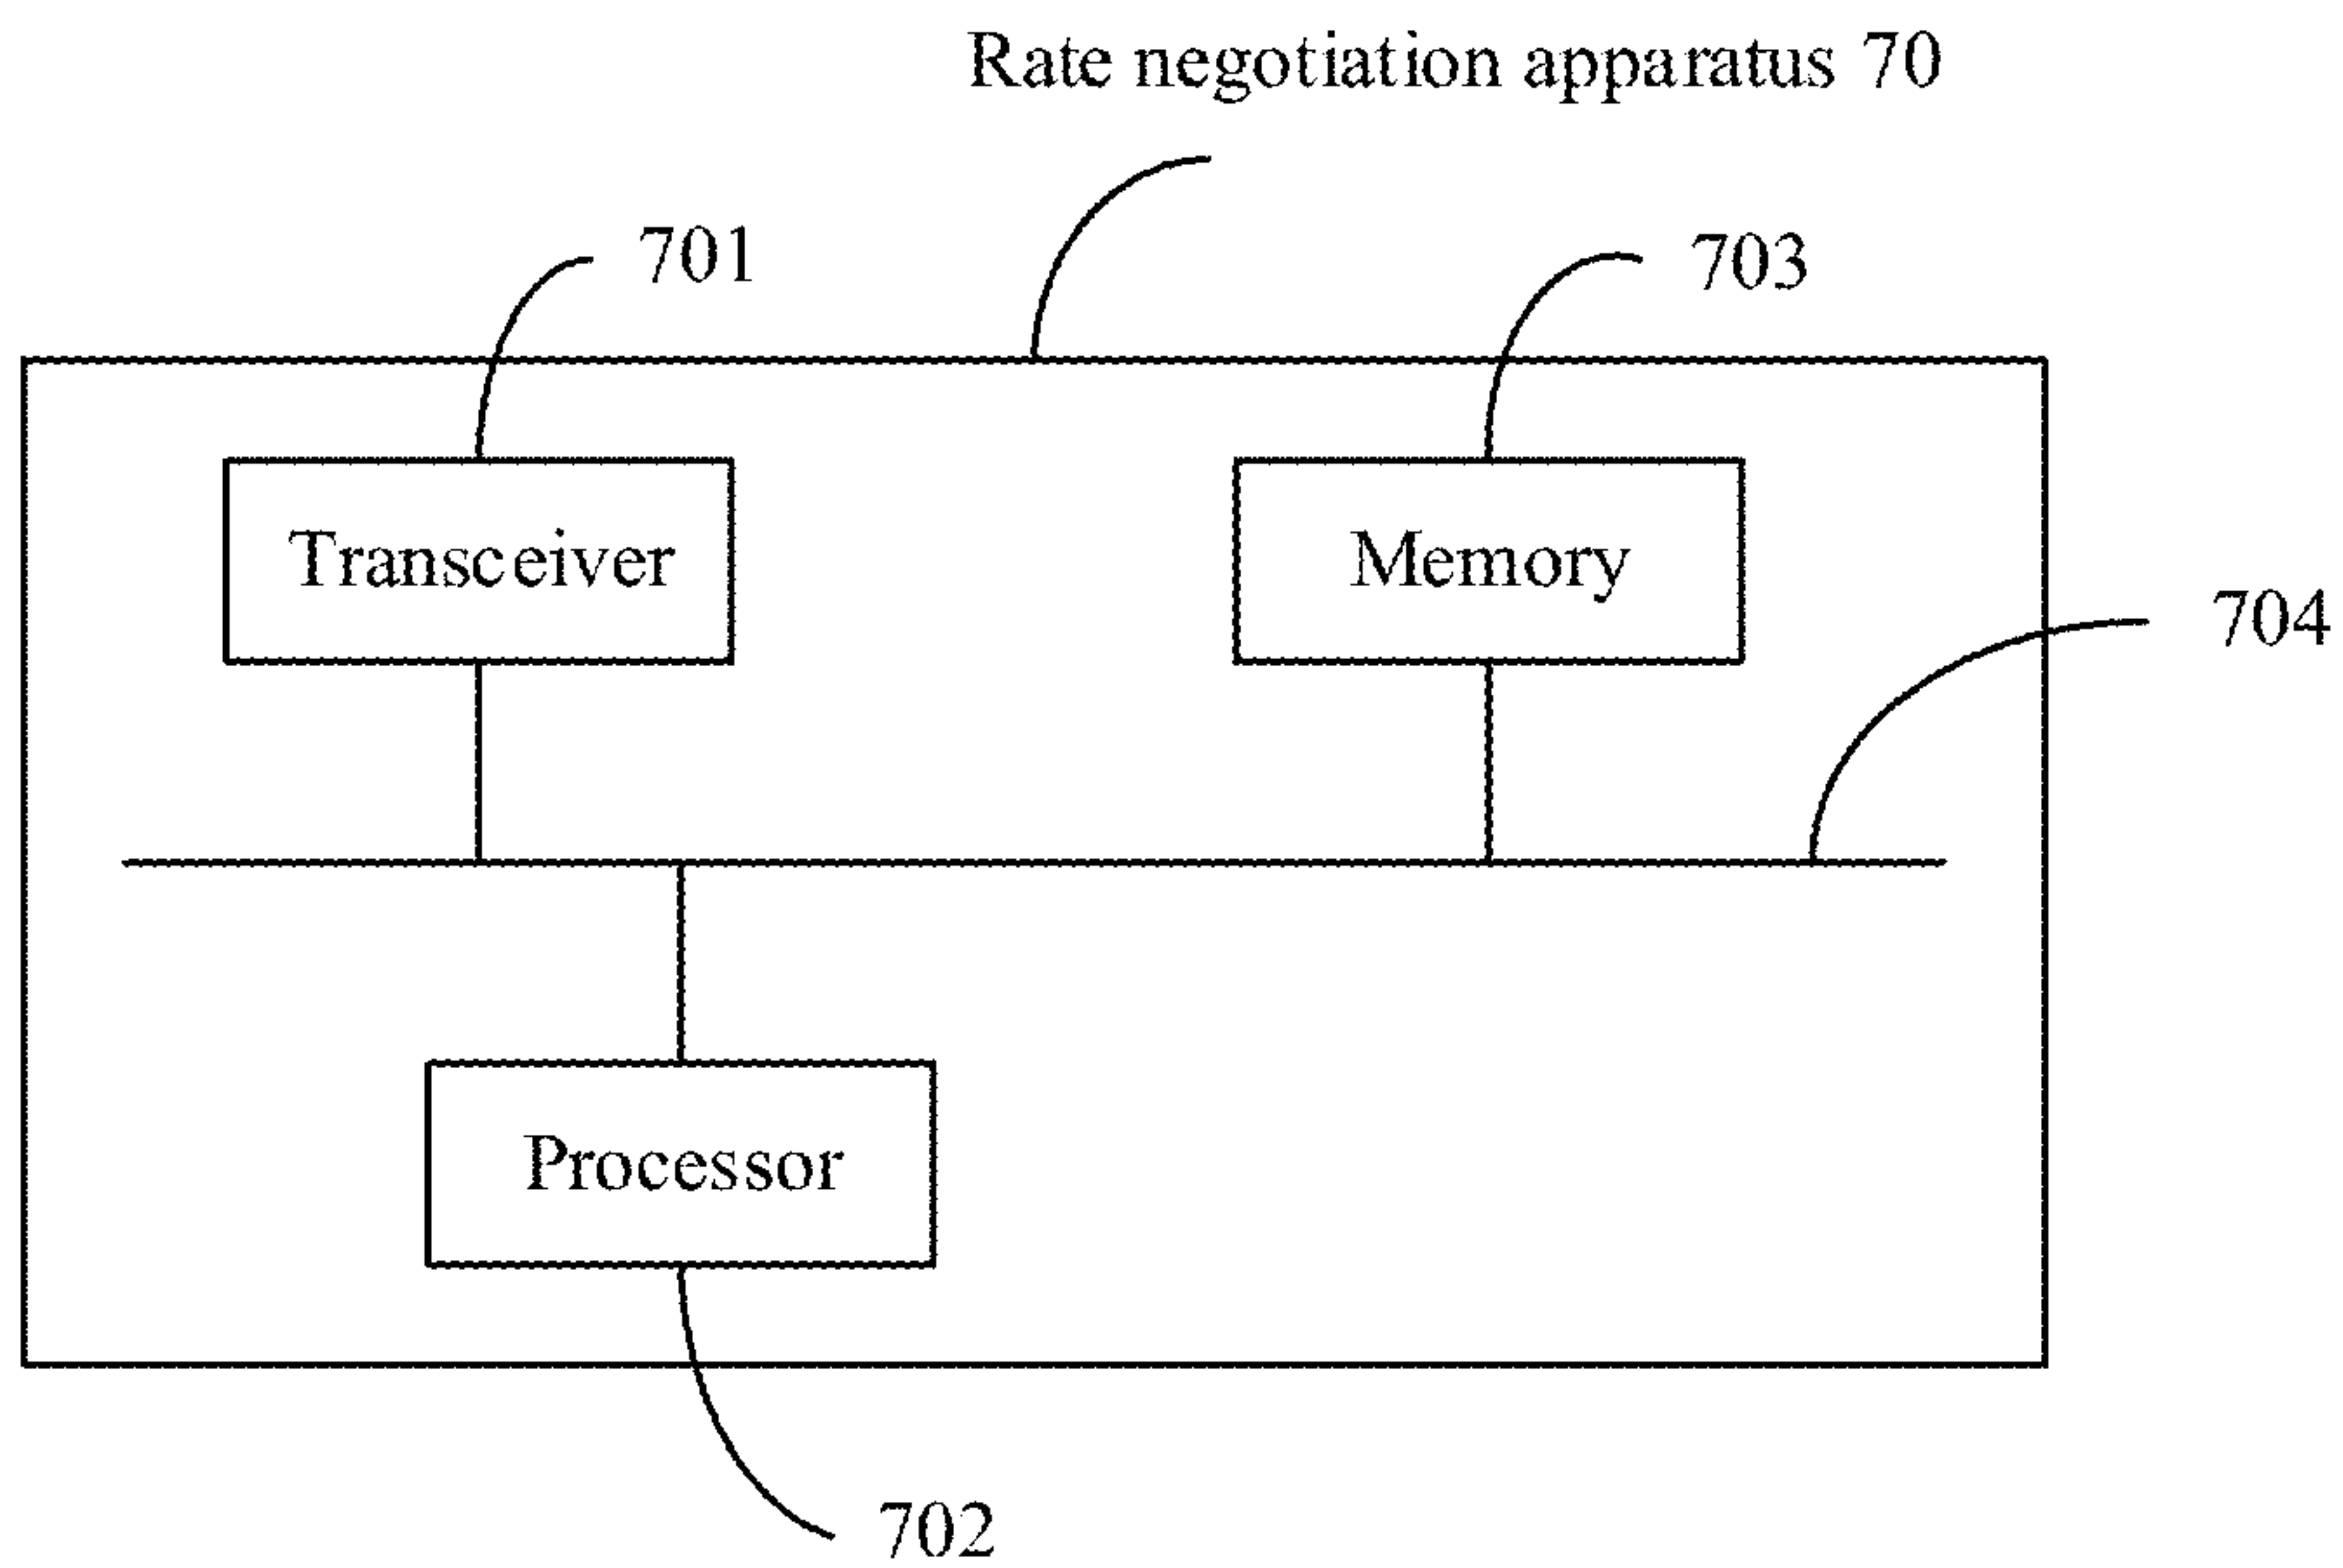 Rate negotiation apparatus 70
701
703
Transceiver
Memory
704
Processor
702